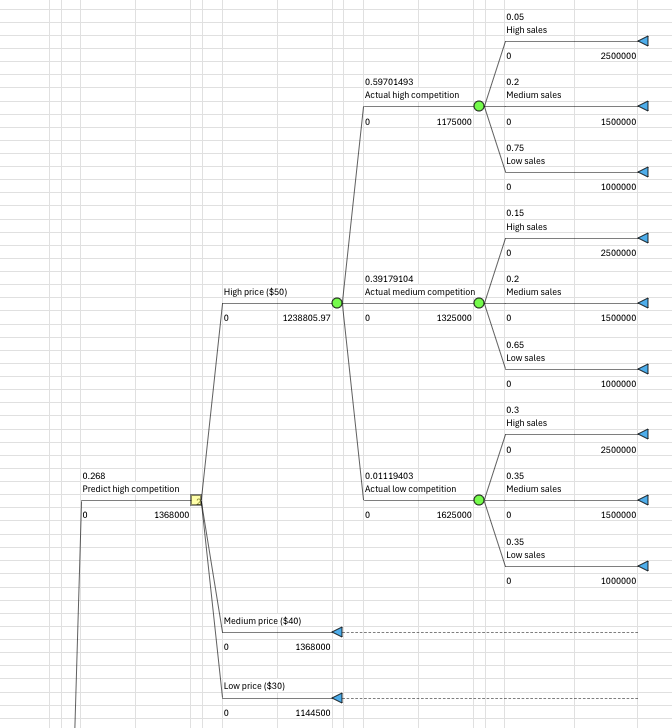 0.05
High sales
0 2500000
0.59701493
Actual high competition
0 1175000
0.2
Medium sales
0 1500000
0.75
Low sales
0 1000000
High price ($50)
0 1238805.97
0.39179104
Actual medium competition
0 1325000
0.15
High sales
0 2500000
0.2
Medium sales
0 1500000
0.65
Low sales
0 1000000
0.268
Predict high competition
0 1368000
0.01119403
Actual low competition
0 1625000
0.3
High sales
0 2500000
0.35
Medium sales
0 1500000
0.35
Low sales
0 1000000
Medium price ($40)
0 1368000
Low price ($30)
0 1144500